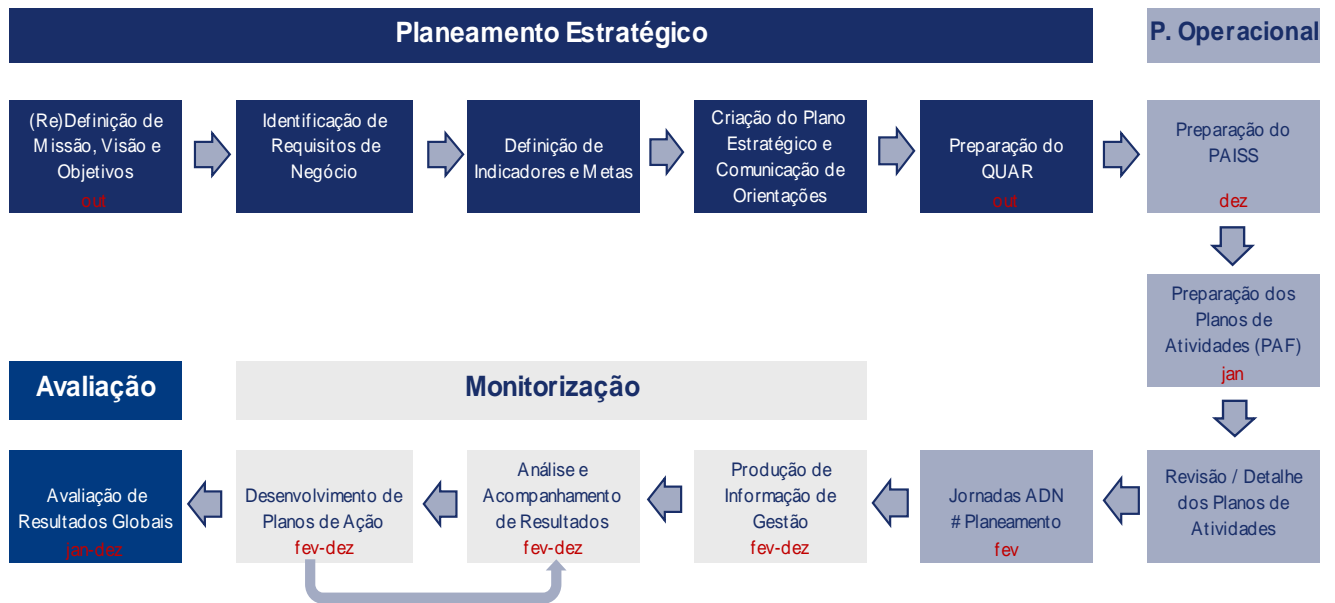 Planeamento Estratégico
P. Operacional
(Re)Definição de
Missão, Visão e
Objetivos
out
Identificação de
Requisitos de
Negócio
Definição de
Indicadores e Metas
Criação do Plano
Estratégico e
Comunicação de
Orientações
Preparação do
QUAR
out
Preparação do
PAISS
dez
Preparação dos
Planos de
Atividades (PAF)
jan
Avaliação
Monitorização
Avaliação de
Resultados Globais
jan-dez
Desenvolvimento de
Planos de Ação
fev-dez
Análise e
Acompanhamento
de Resultados
fev-dez
Produção de
Informação de
Gestão
fev-dez
Jornadas ADN
# Planeamento
fev
Revisão / Detalhe
dos Planos de
Atividades